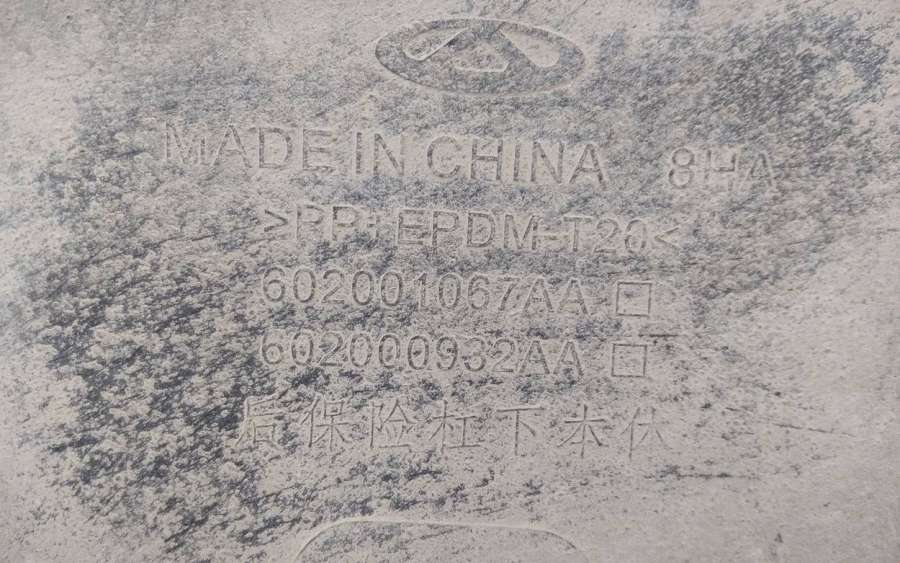 MADE IN CHINA 8HA
>PP+EPDM-T20<
602001067AA □
602000932AA □
后保险杠下本体